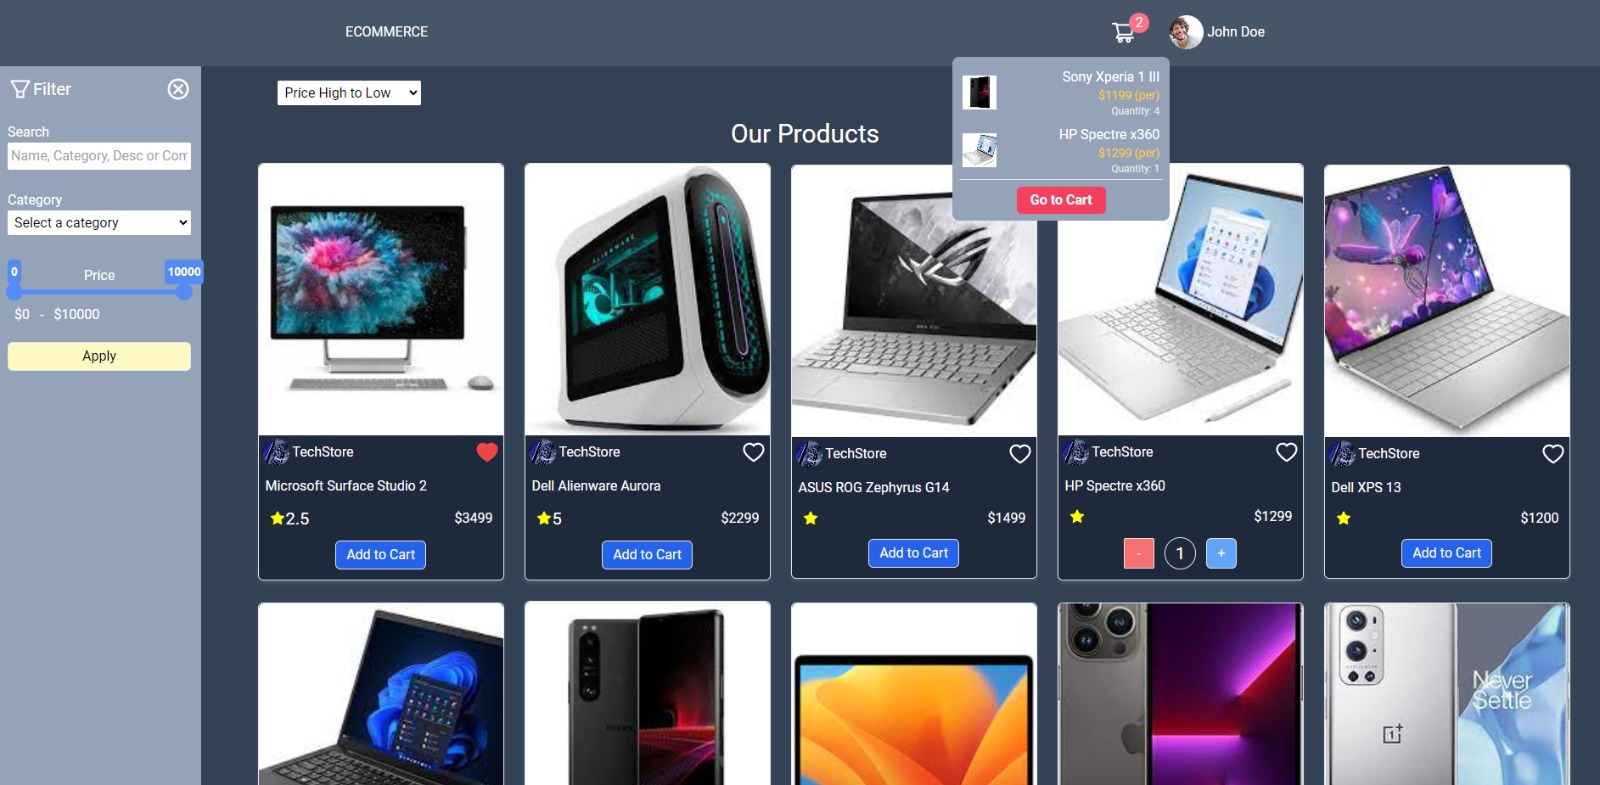 ECOMMERCE
2
John Doe
Filter
Search
Name, Category, Desc or Com
Category
Select a category
0
Price
10000
$0 - $10000
Apply
Price High to Low
Our Products
Sony Xperia 1 III
$1199 (per)
Quantity: 4
HP Spectre x360
$1299 (per)
Quantity: 1
Go to Cart
ALIENWARE
TechStore
Microsoft Surface Studio 2
2.5
$3499
Add to Cart
TechStore
Dell Alienware Aurora
5
$2299
Add to Cart
TechStore
ASUS ROG Zephyrus G14
$1499
Add to Cart
TechStore
HP Spectre x360
$1299
- 1 +
TechStore
Dell XPS 13
$1200
Add to Cart
SONY
Never
Settle
1+